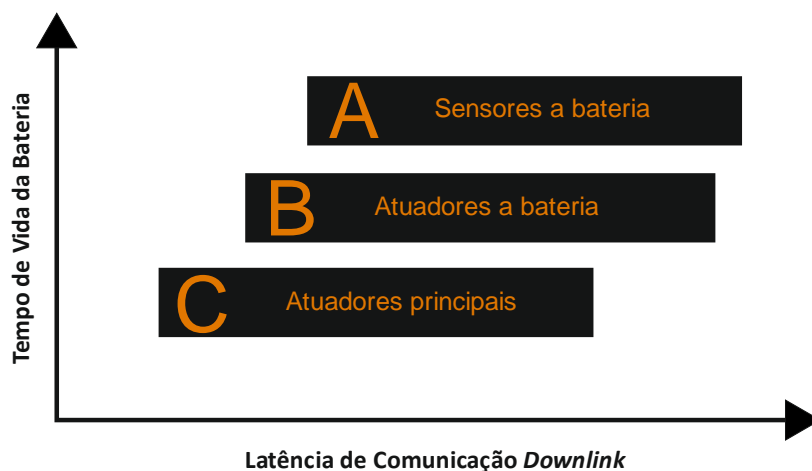 Tempo de Vida da Bateria
A Sensores a bateria
B Atuadores a bateria
C Atuadores principais
Latência de Comunicação Downlink